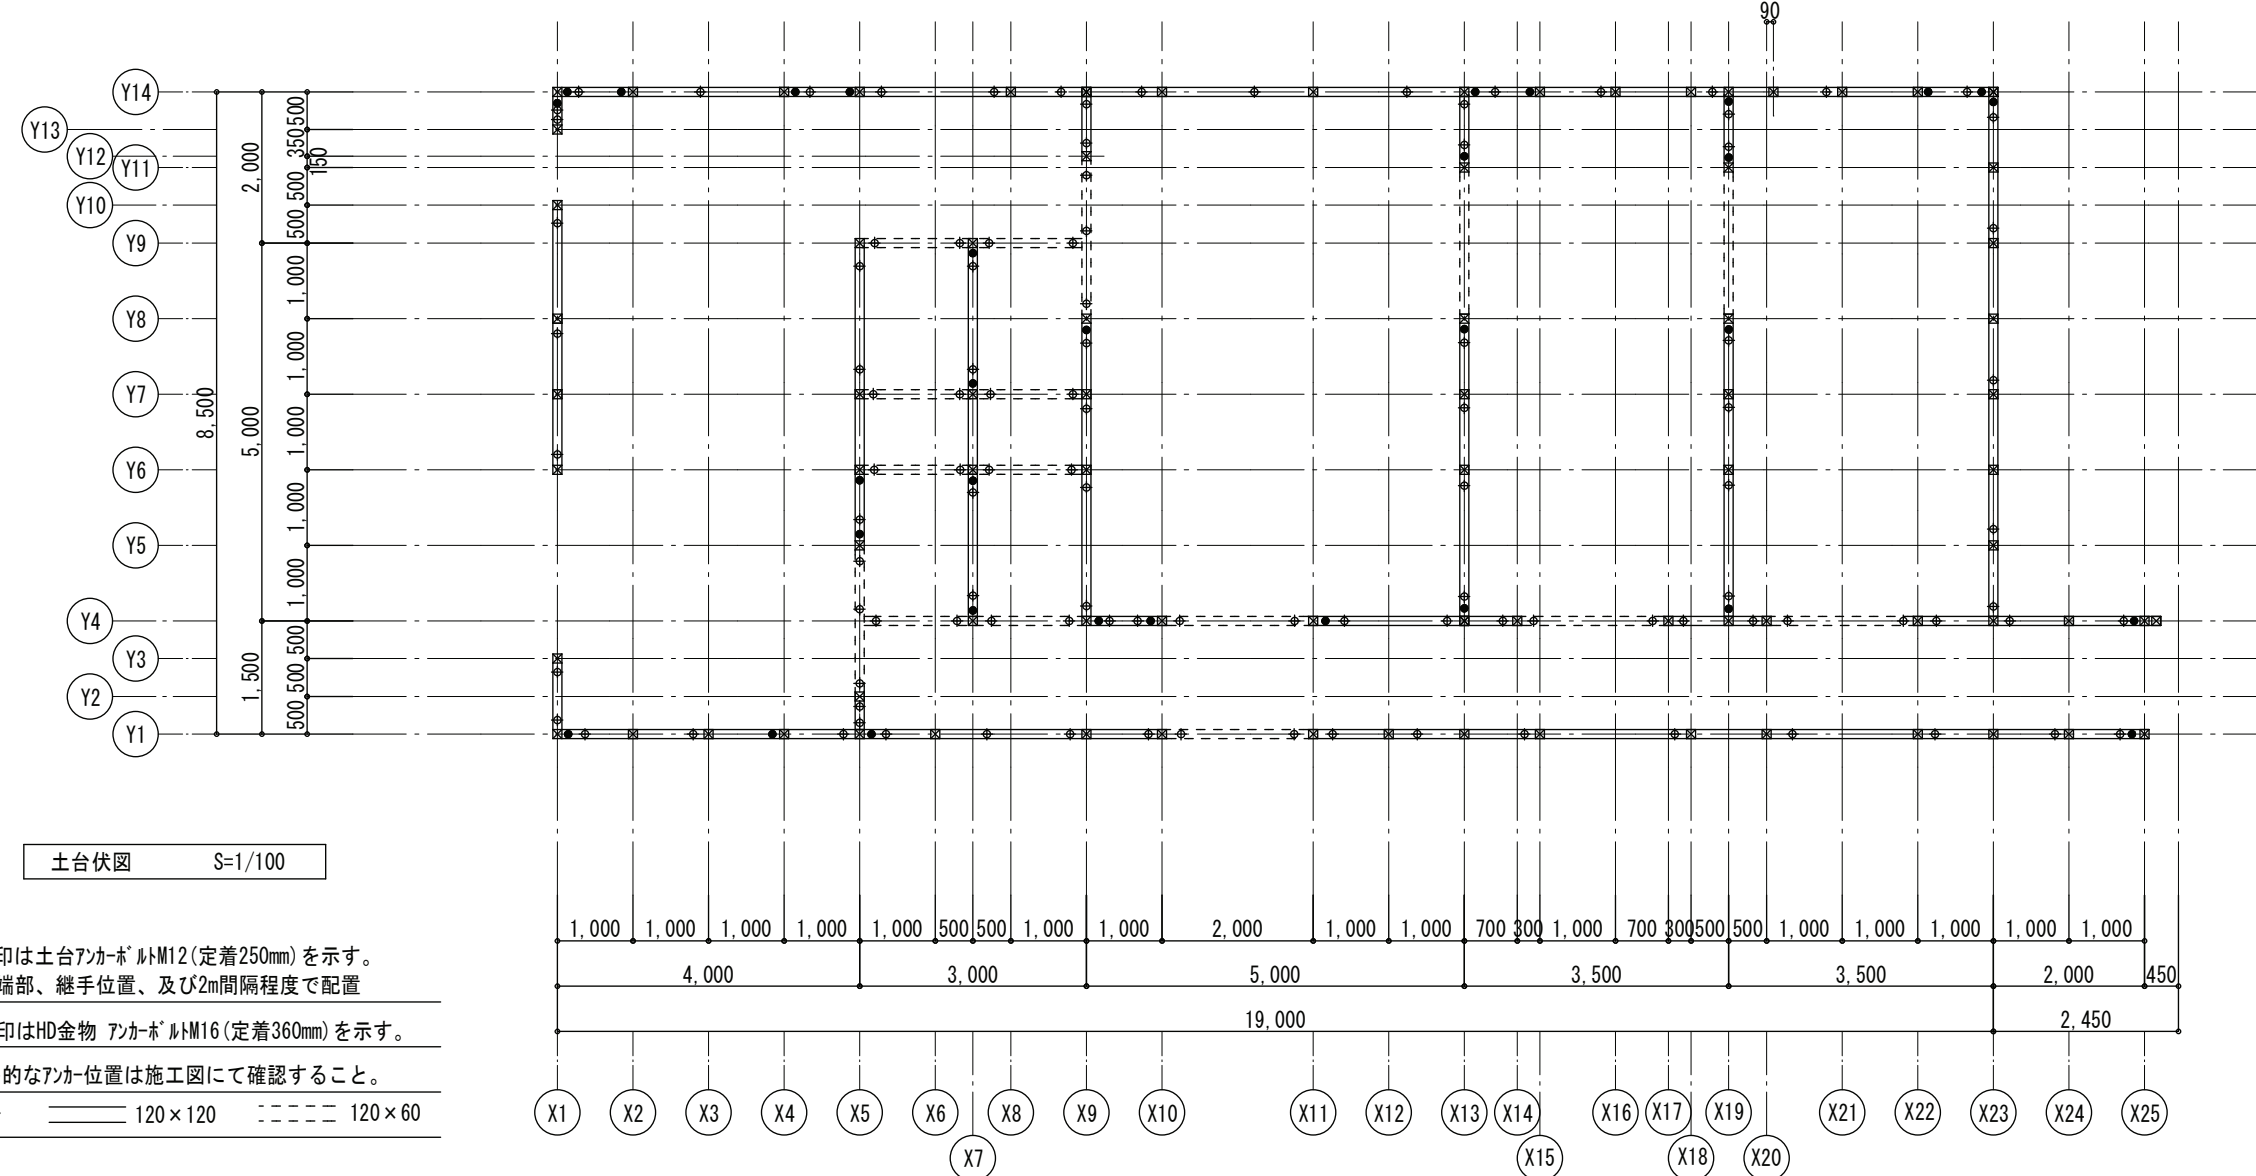 90
Y14
Y13
Y12
Y11
Y10
Y9
Y8
Y7
Y6
Y5
Y4
Y3
Y2
Y1
8,500
2,000
5,000
1,500
500
350
150
500
500
1,000
1,000
1,000
1,000
1,000
500
500
500
土台伏図 S=1/100
印は土台ｱﾝｶｰﾎﾞﾙﾄM12(定着250mm)を示す。
端部、継手位置、及び2m間隔程度で配置
印はHD金物 ｱﾝｶｰﾎﾞﾙﾄM16(定着360mm)を示す。
的なｱﾝｶｰ位置は施工図にて確認すること。
120×120 120×60
1,000 1,000 1,000 1,000 1,000 500 500 1,000 1,000 2,000 1,000 1,000 700 300 1,000 700 300 500 500 1,000 1,000 1,000 1,000 1,000
4,000 3,000 5,000 3,500 3,500 2,000 450
19,000 2,450
X1 X2 X3 X4 X5 X6 X8 X9 X10 X11 X12 X13 X14 X16 X17 X19 X21 X22 X23 X24 X25
X7 X15 X18 X20